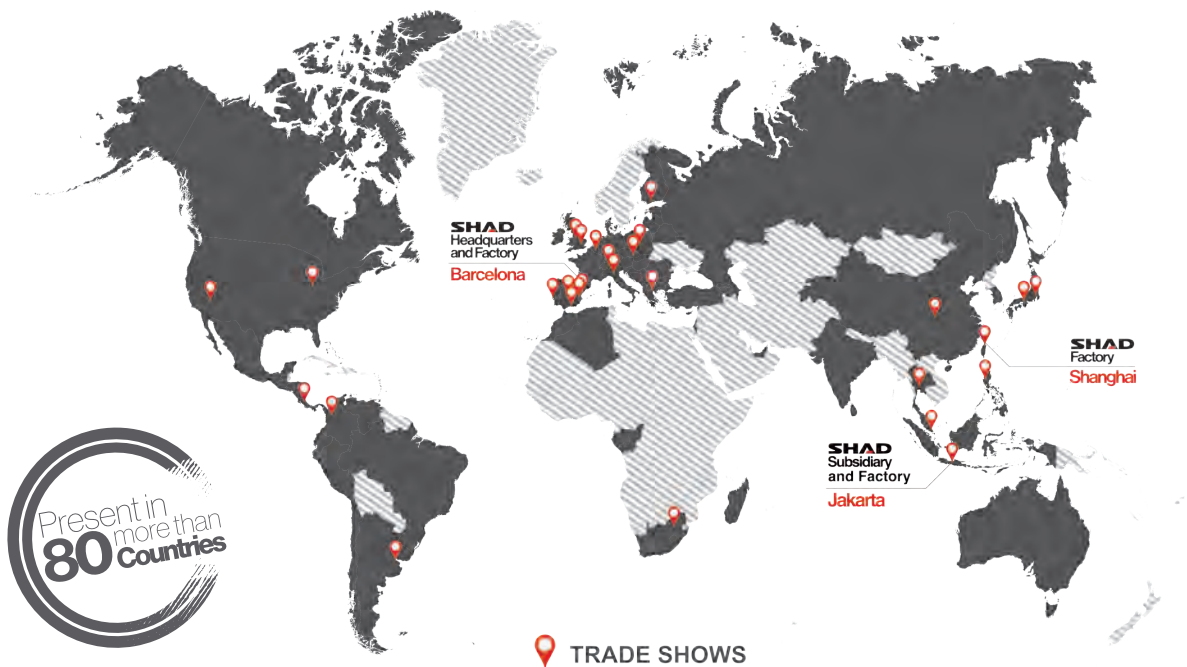 SHAD
Headquarters
and Factory
Barcelona
SHAD
Factory
Shanghai
SHAD
Subsidiary
and Factory
Jakarta
Present in
more than
80 Countries
TRADE SHOWS